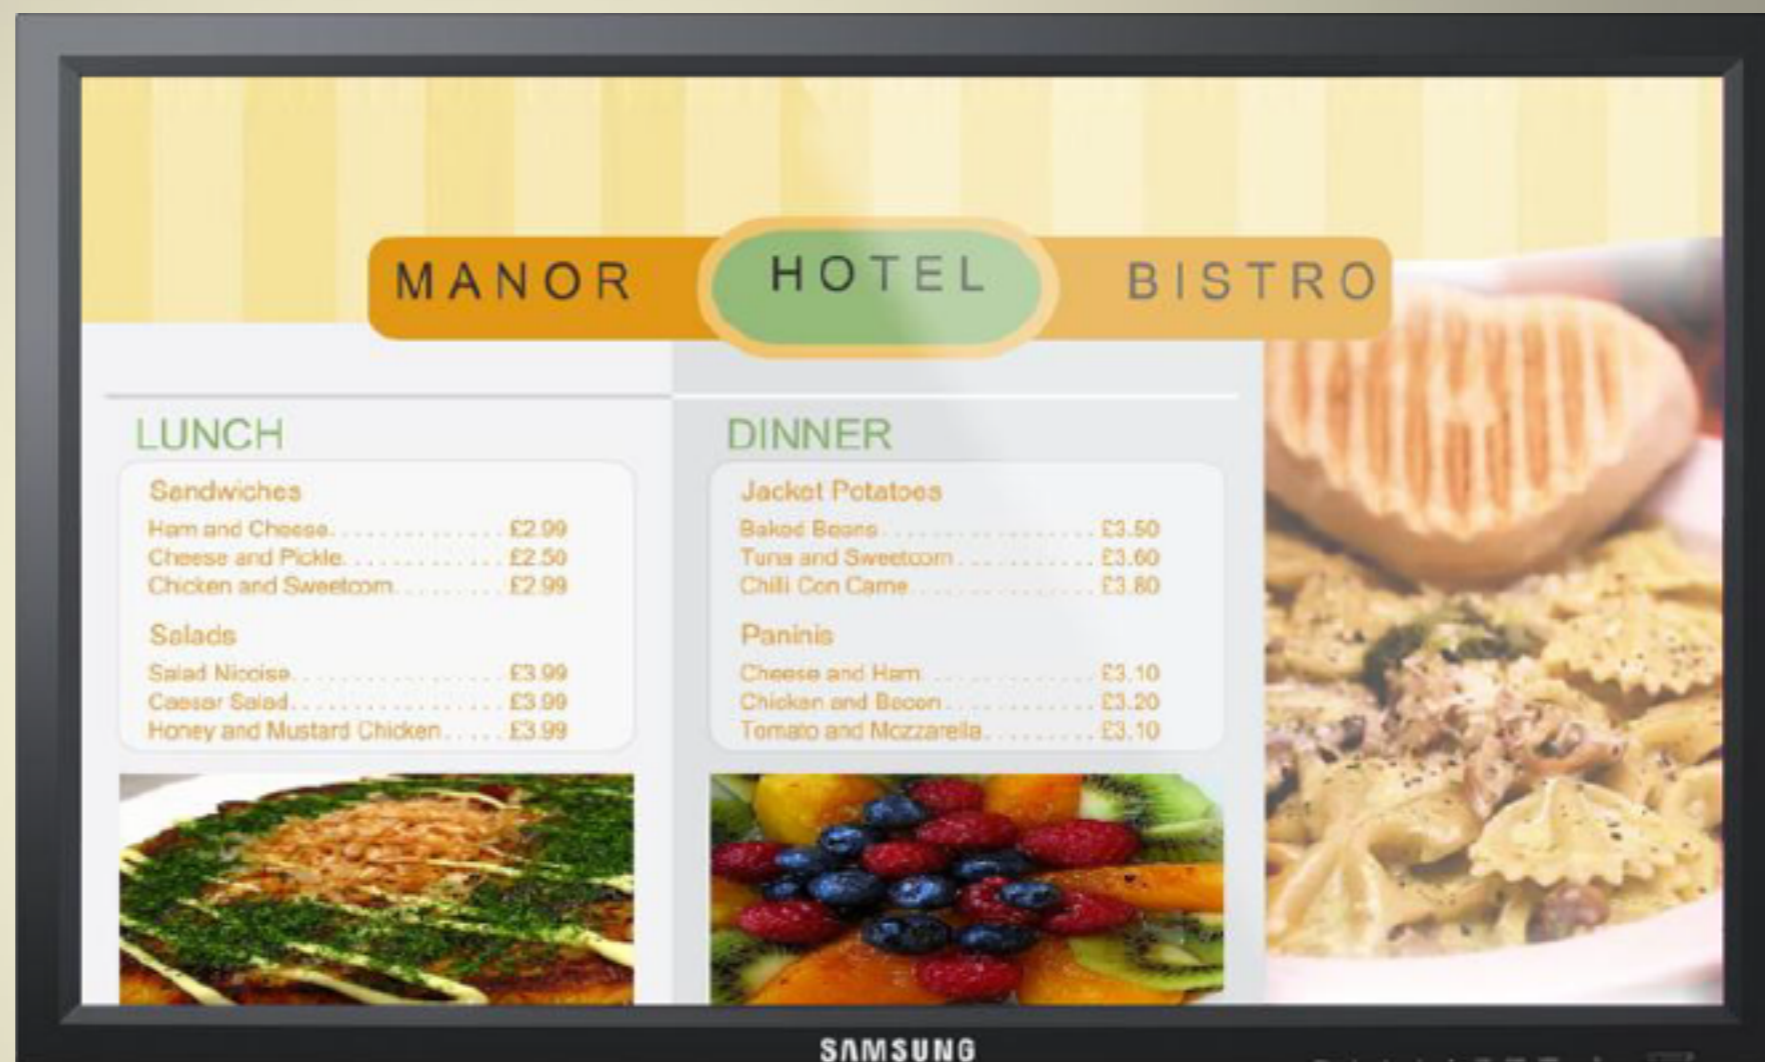 MANOR HOTEL BISTRO
LUNCH
Sandwiches
Ham and Cheese. . . . . . . . . . . . . . £2.99
Cheese and Pickle. . . . . . . . . . . . . £2.50
Chicken and Sweetcorn. . . . . . . . . £2.99
Salads
Salad Nicoise. . . . . . . . . . . . . . . . . £3.99
Caesar Salad. . . . . . . . . . . . . . . . . £3.99
Honey and Mustard Chicken . . . . . £3.99
DINNER
Jacket Potatoes
Baked Beans . . . . . . . . . . . . . . . . . £3.50
Tuna and Sweetcorn . . . . . . . . . . . £3.60
Chilli Con Carne . . . . . . . . . . . . . . . £3.80
Paninis
Cheese and Ham. . . . . . . . . . . . . . £3.10
Chicken and Bacon . . . . . . . . . . . . £3.20
Tomato and Mozzarella. . . . . . . . . £3.10
SAMSUNG